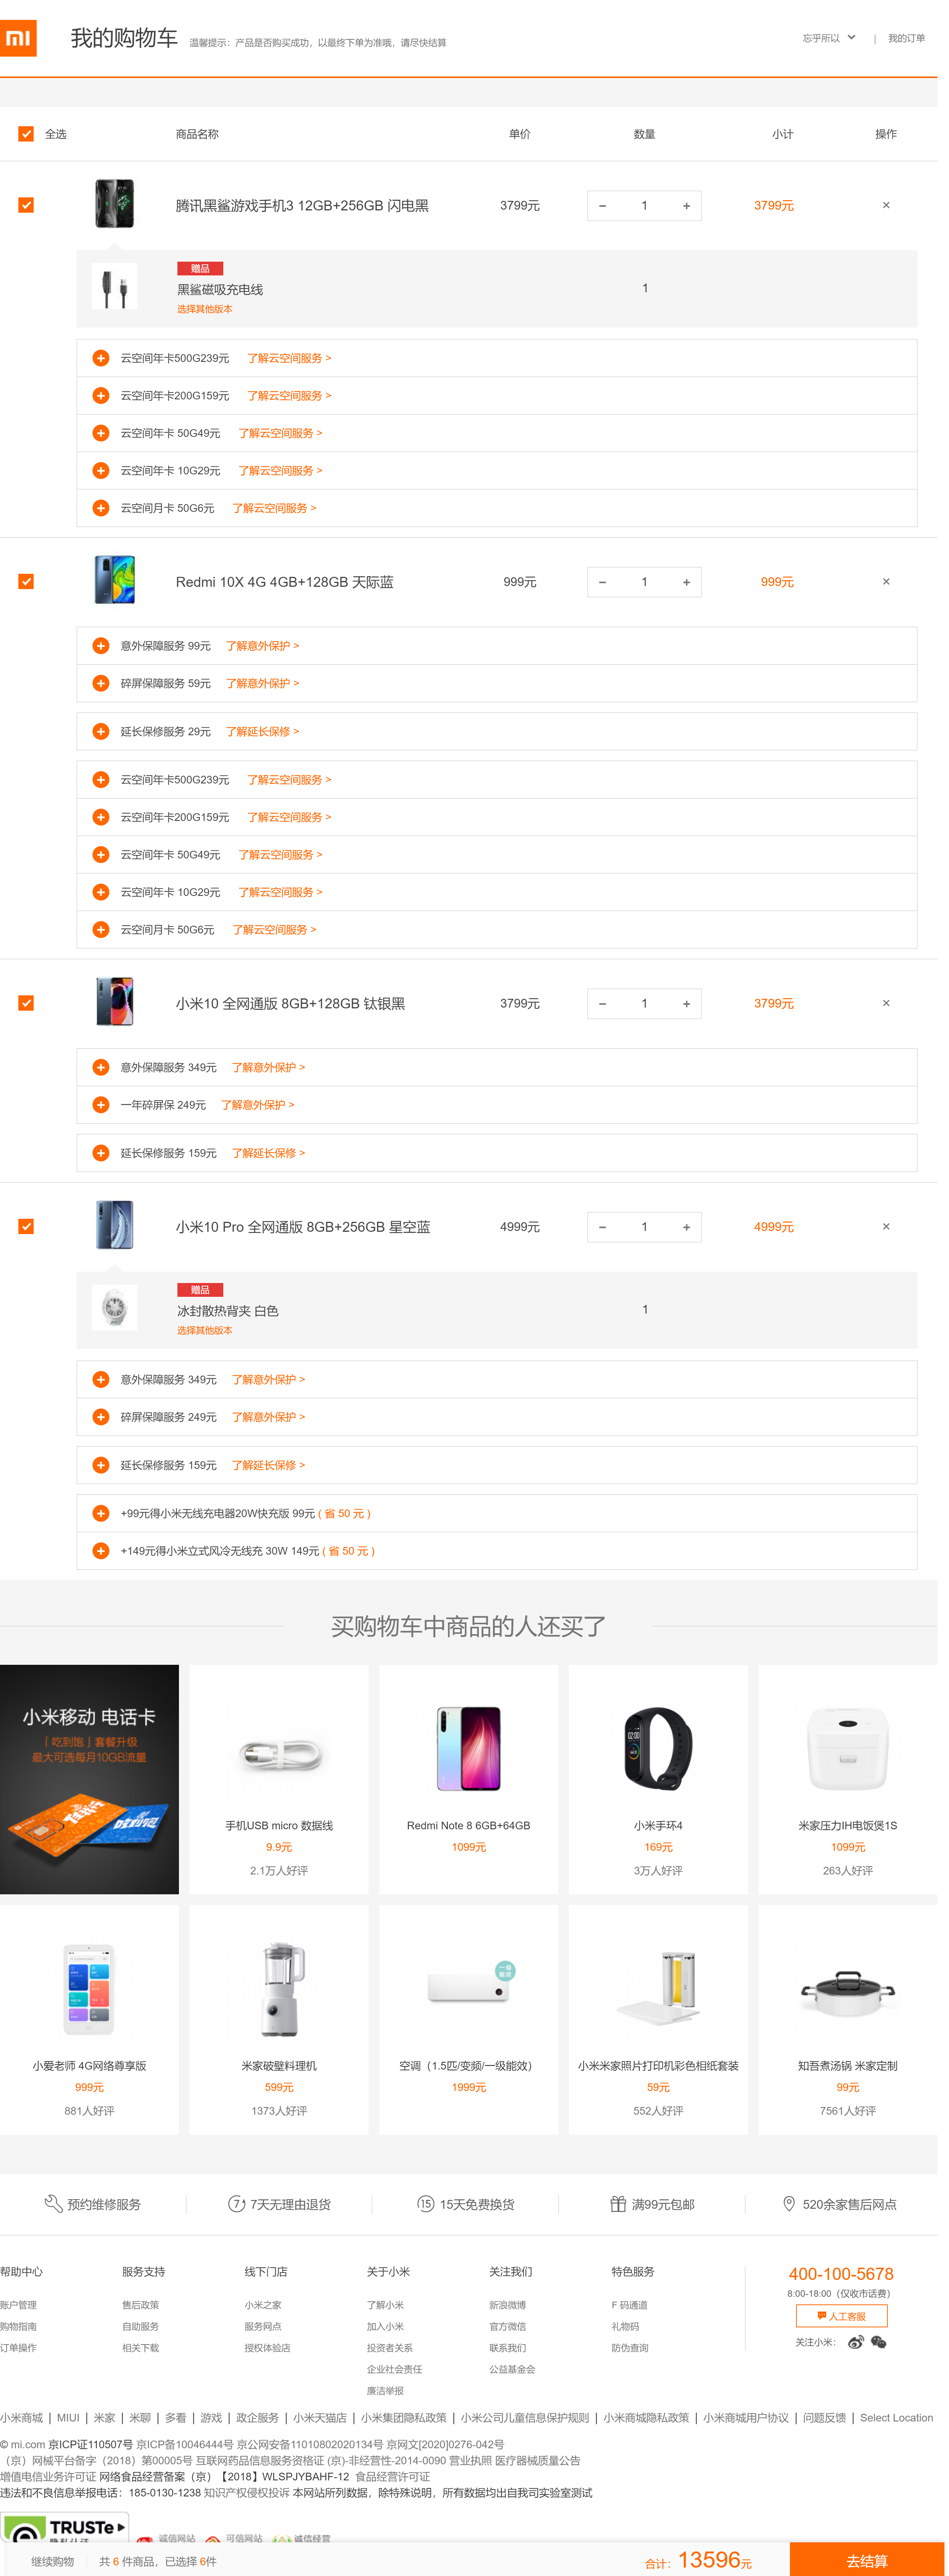 我的购物车 温馨提示：产品是否购买成功，以最终下单为准哦，请尽快结算 忘乎所以 | 我的订单
全选 商品名称 单价 数量 小计 操作
腾讯黑鲨游戏手机3 12GB+256GB 闪电黑 3799元 − 1 + 3799元 ×
赠品
黑鲨磁吸充电线 1
选择其他版本
云空间年卡500G239元 了解云空间服务 >
云空间年卡200G159元 了解云空间服务 >
云空间年卡 50G49元 了解云空间服务 >
云空间年卡 10G29元 了解云空间服务 >
云空间月卡 50G6元 了解云空间服务 >
Redmi 10X 4G 4GB+128GB 天际蓝 999元 − 1 + 999元 ×
意外保障服务 99元 了解意外保护 >
碎屏保障服务 59元 了解意外保护 >
延长保修服务 29元 了解延长保修 >
云空间年卡500G239元 了解云空间服务 >
云空间年卡200G159元 了解云空间服务 >
云空间年卡 50G49元 了解云空间服务 >
云空间年卡 10G29元 了解云空间服务 >
云空间月卡 50G6元 了解云空间服务 >
小米10 全网通版 8GB+128GB 钛银黑 3799元 − 1 + 3799元 ×
意外保障服务 349元 了解意外保护 >
一年碎屏保 249元 了解意外保护 >
延长保修服务 159元 了解延长保修 >
小米10 Pro 全网通版 8GB+256GB 星空蓝 4999元 − 1 + 4999元 ×
赠品
冰封散热背夹 白色 1
选择其他版本
意外保障服务 349元 了解意外保护 >
碎屏保障服务 249元 了解意外保护 >
延长保修服务 159元 了解延长保修 >
+99元得小米无线充电器20W快充版 99元 ( 省 50 元 )
+149元得小米立式风冷无线充 30W 149元 ( 省 50 元 )
买购物车中商品的人还买了
小米移动 电话卡
「吃到饱」套餐升级
最大可选每月10GB流量
手机USB micro 数据线 Redmi Note 8 6GB+64GB 小米手环4 米家压力IH电饭煲1S
9.9元 1099元 169元 1099元
2.1万人好评 3万人好评 263人好评
一级
能效
小爱老师 4G网络尊享版 米家破壁料理机 空调（1.5匹/变频/一级能效） 小米米家照片打印机彩色相纸套装 知吾煮汤锅 米家定制
999元 599元 1999元 59元 99元
881人好评 1373人好评 552人好评 7561人好评
预约维修服务 7天无理由退货 15天免费换货 满99元包邮 520余家售后网点
帮助中心 服务支持 线下门店 关于小米 关注我们 特色服务 400-100-5678
账户管理 售后政策 小米之家 了解小米 新浪微博 F 码通道 8:00-18:00（仅收市话费）
购物指南 自助服务 服务网点 加入小米 官方微信 礼物码 人工客服
订单操作 相关下载 授权体验店 投资者关系 联系我们 防伪查询 关注小米：
企业社会责任 公益基金会
廉洁举报
小米商城 | MIUI | 米家 | 米聊 | 多看 | 游戏 | 政企服务 | 小米天猫店 | 小米集团隐私政策 | 小米公司儿童信息保护规则 | 小米商城隐私政策 | 小米商城用户协议 | 问题反馈 | Select Location
© mi.com 京ICP证110507号 京ICP备10046444号 京公网安备11010802020134号 京网文[2020]0276-042号
（京）网械平台备字（2018）第00005号 互联网药品信息服务资格证 (京)-非经营性-2014-0090 营业执照 医疗器械质量公告
增值电信业务许可证 网络食品经营备案（京）【2018】WLSPJYBAHF-12 食品经营许可证
违法和不良信息举报电话：185-0130-1238 知识产权侵权投诉 本网站所列数据，除特殊说明，所有数据均出自我司实验室测试
TRUSTe
诚信网站 可信网站 诚信经营
继续购物 共 6 件商品，已选择 6件 合计：13596元 去结算